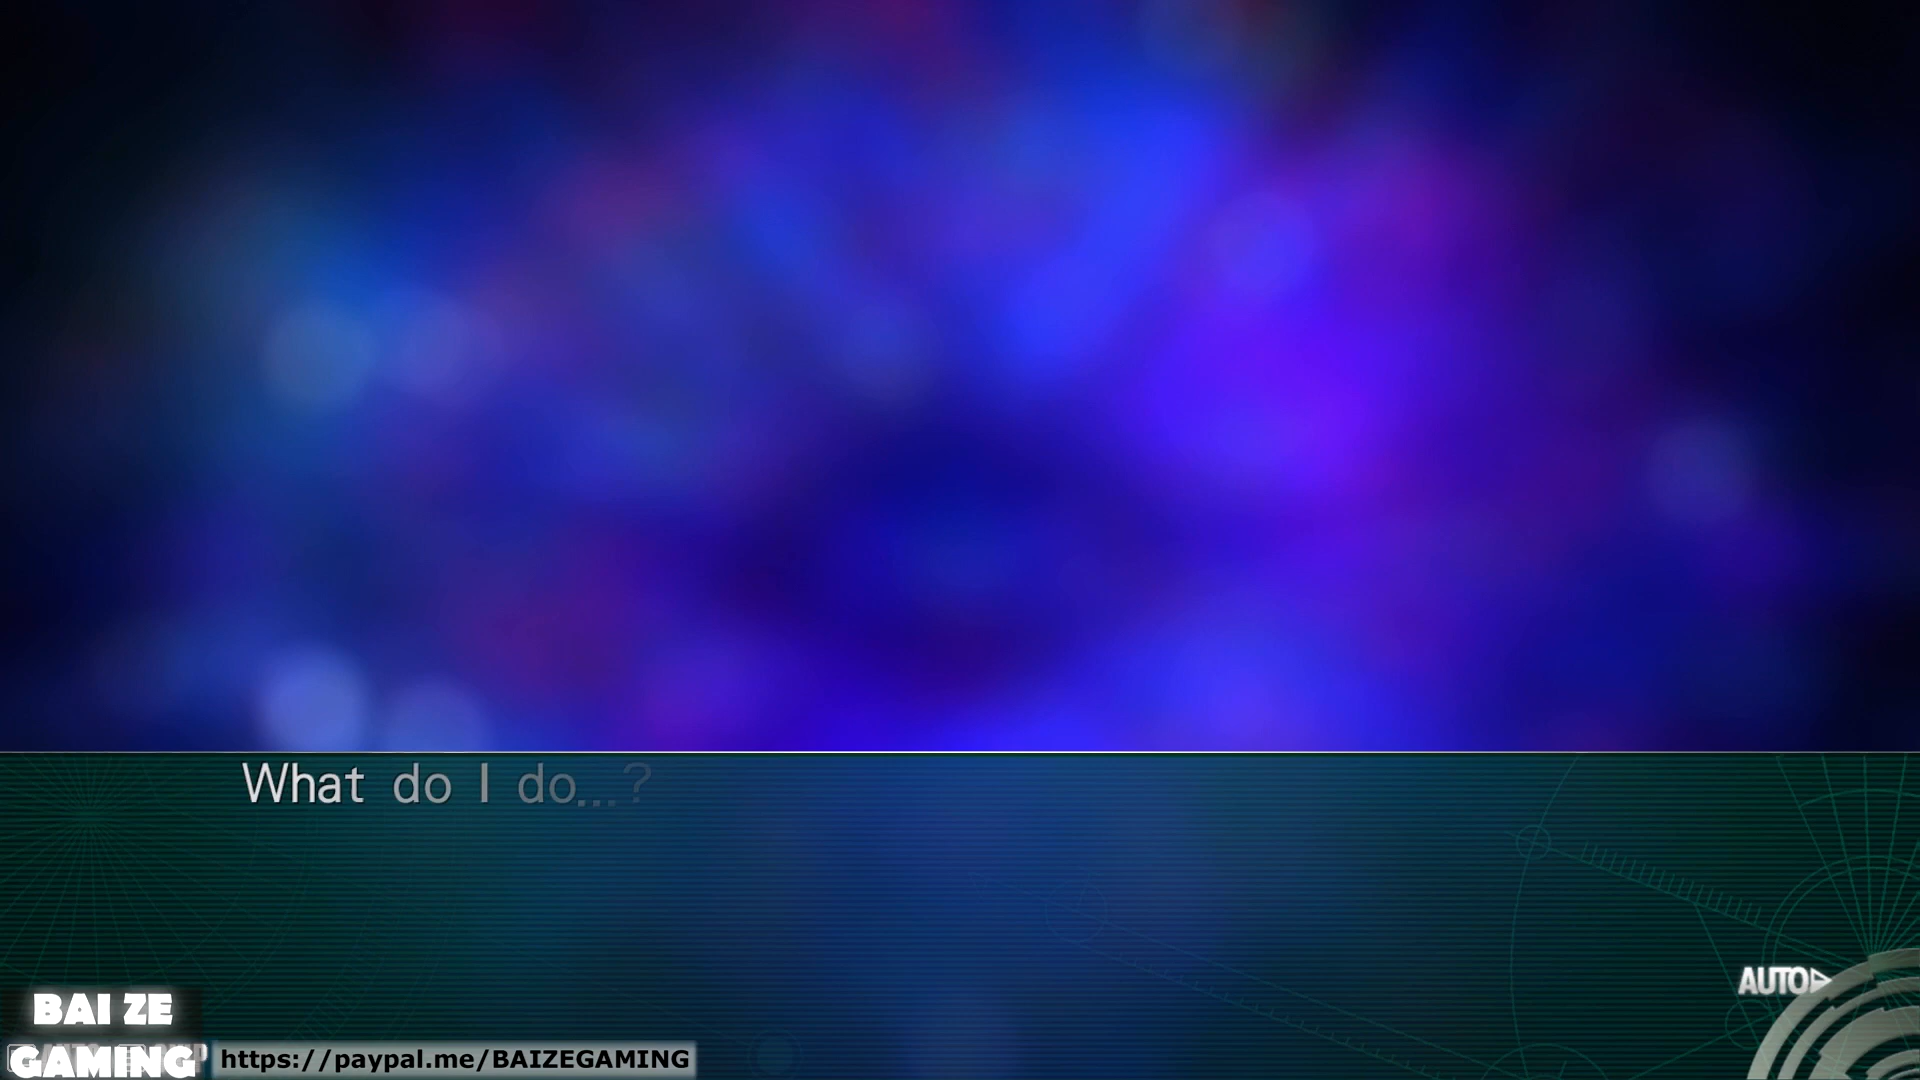 What do I do...?
AUTO
BAI ZE
GAMING
https://paypal.me/BAIZEGAMING